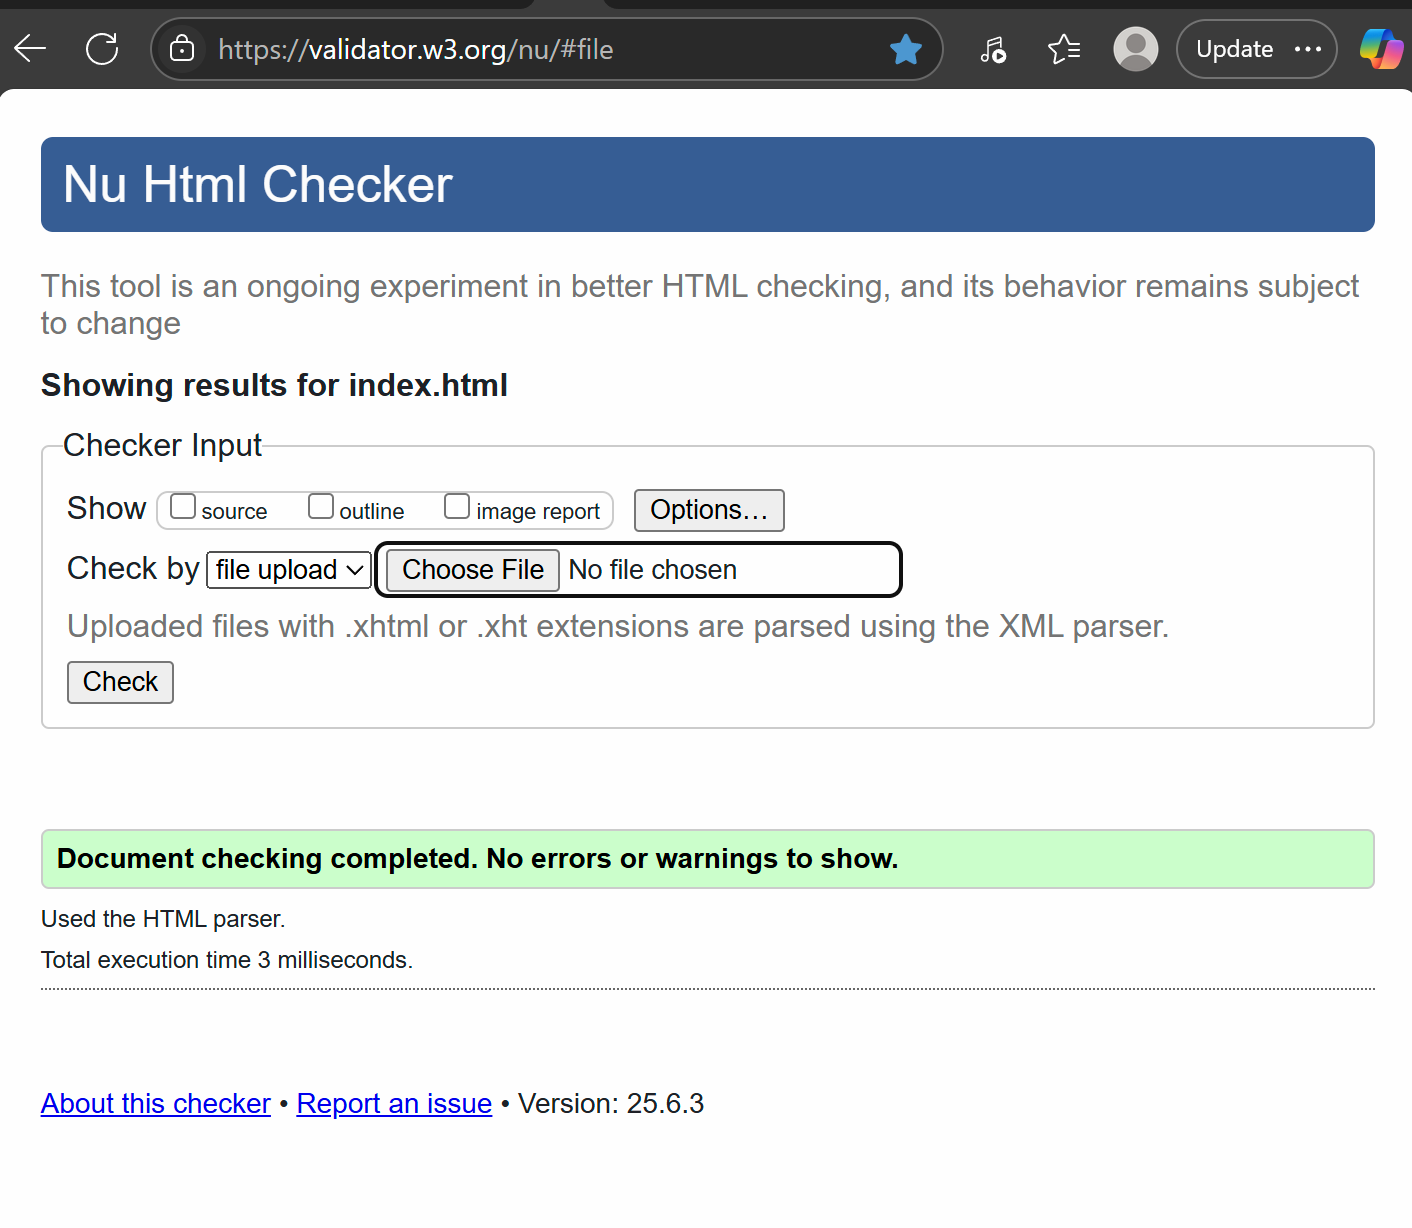 https://validator.w3.org/nu/#file
Update
Nu Html Checker
This tool is an ongoing experiment in better HTML checking, and its behavior remains subject
to change
Showing results for index.html
Checker Input
Show source outline image report Options...
Check by file upload Choose File No file chosen
Uploaded files with .xhtml or .xht extensions are parsed using the XML parser.
Check
Document checking completed. No errors or warnings to show.
Used the HTML parser.
Total execution time 3 milliseconds.
About this checker • Report an issue • Version: 25.6.3